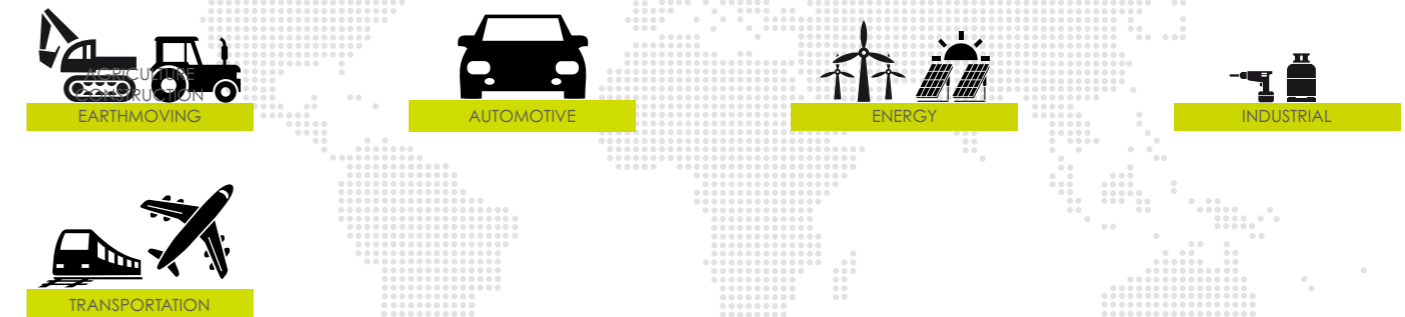 AGRICULTURE
CONSTRUCTION
EARTHMOVING
AUTOMOTIVE
ENERGY
INDUSTRIAL
TRANSPORTATION